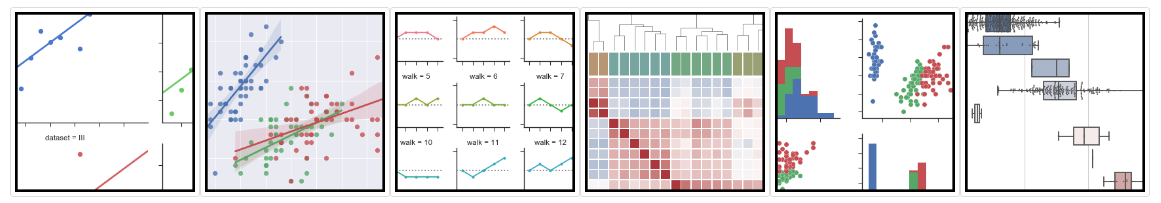 dataset = III
walk = 5
walk = 6
walk = 7
walk = 10
walk = 11
walk = 12